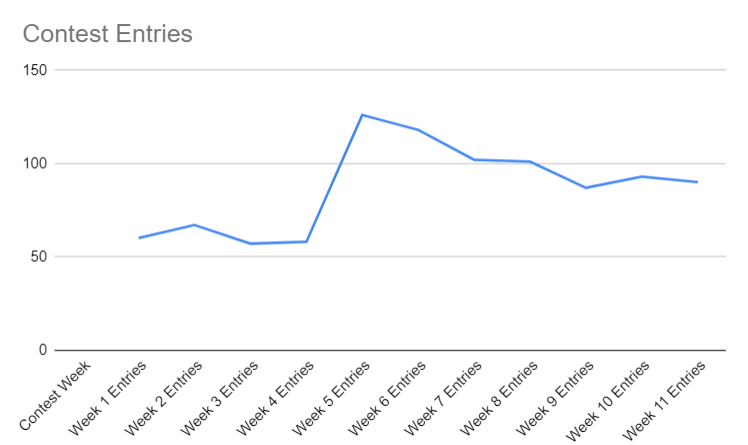 Contest Entries
150
100
50
0
Contest Week
Week 1 Entries
Week 2 Entries
Week 3 Entries
Week 4 Entries
Week 5 Entries
Week 6 Entries
Week 7 Entries
Week 8 Entries
Week 9 Entries
Week 10 Entries
Week 11 Entries